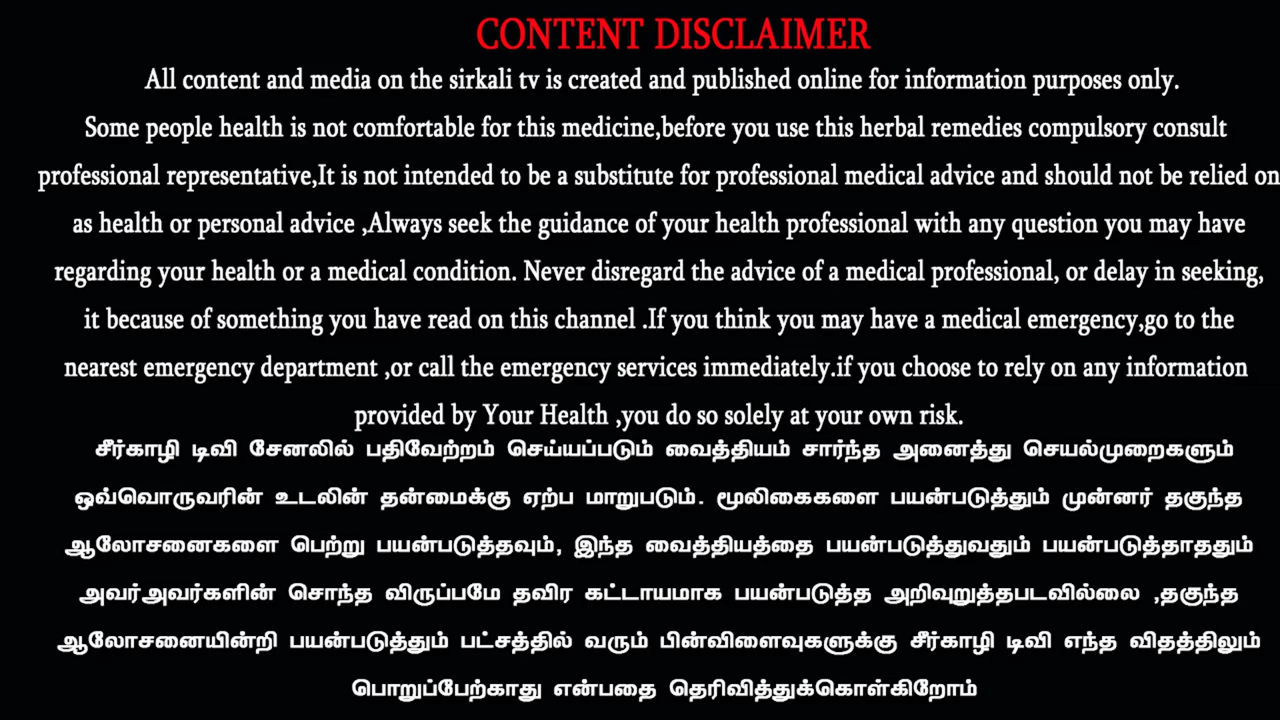 CONTENT DISCLAIMER
All content and media on the sirkali tv is created and published online for information purposes only.
Some people health is not comfortable for this medicine,before you use this herbal remedies compulsory consult
professional representative,It is not intended to be a substitute for professional medical advice and should not be relied on
as health or personal advice ,Always seek the guidance of your health professional with any question you may have
regarding your health or a medical condition. Never disregard the advice of a medical professional, or delay in seeking,
it because of something you have read on this channel .If you think you may have a medical emergency,go to the
nearest emergency department ,or call the emergency services immediately.if you choose to rely on any information
provided by Your Health ,you do so solely at your own risk.
சீர்காழி டிவி சேனலில் பதிவேற்றம் செய்யப்படும் வைத்தியம் சார்ந்த அனைத்து செயல்முறைகளும்
ஒவ்வொருவரின் உடலின் தன்மைக்கு ஏற்ப மாறுபடும். மூலிகைகளை பயன்படுத்தும் முன்னர் தகுந்த
ஆலோசனைகளை பெற்று பயன்படுத்தவும், இந்த வைத்தியத்தை பயன்படுத்துவதும் பயன்படுத்தாததும்
அவர்அவர்களின் சொந்த விருப்பமே தவிர கட்டாயமாக பயன்படுத்த அறிவுறுத்தபடவில்லை ,தகுந்த
ஆலோசனையின்றி பயன்படுத்தும் பட்சத்தில் வரும் பின்விளைவுகளுக்கு சீர்காழி டிவி எந்த விதத்திலும்
பொறுப்பேற்காது என்பதை தெரிவித்துக்கொள்கிறோம்